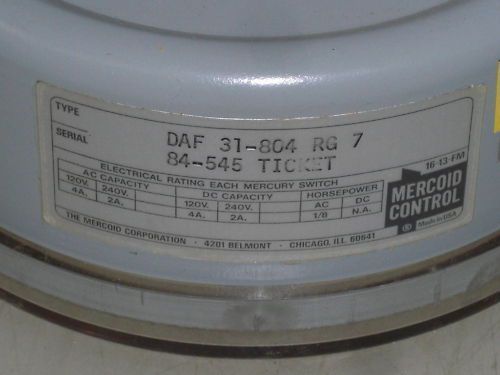 TYPE
SERIAL
DAF 31-804 RG 7
84-545 TICKET
16-13-FM
ELECTRICAL RATING EACH MERCURY SWITCH
AC CAPACITY DC CAPACITY HORSEPOWER
120V. 240V. 120V. 240V. AC DC
4A. 2A. 4A. 2A. 1/8 N.A.
MERCOID
CONTROL
® Made in USA
THE MERCOID CORPORATION · 4201 BELMONT · CHICAGO, ILL. 60641